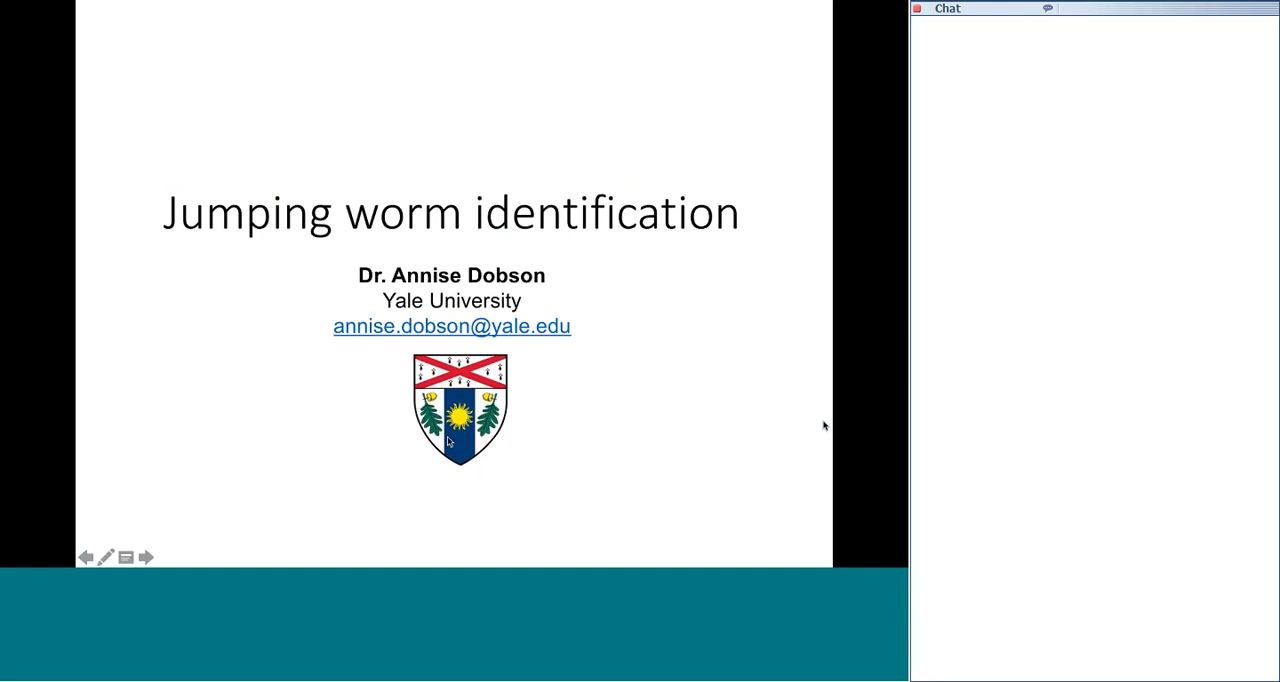 Chat
Jumping worm identification
Dr. Annise Dobson
Yale University
annise.dobson@yale.edu